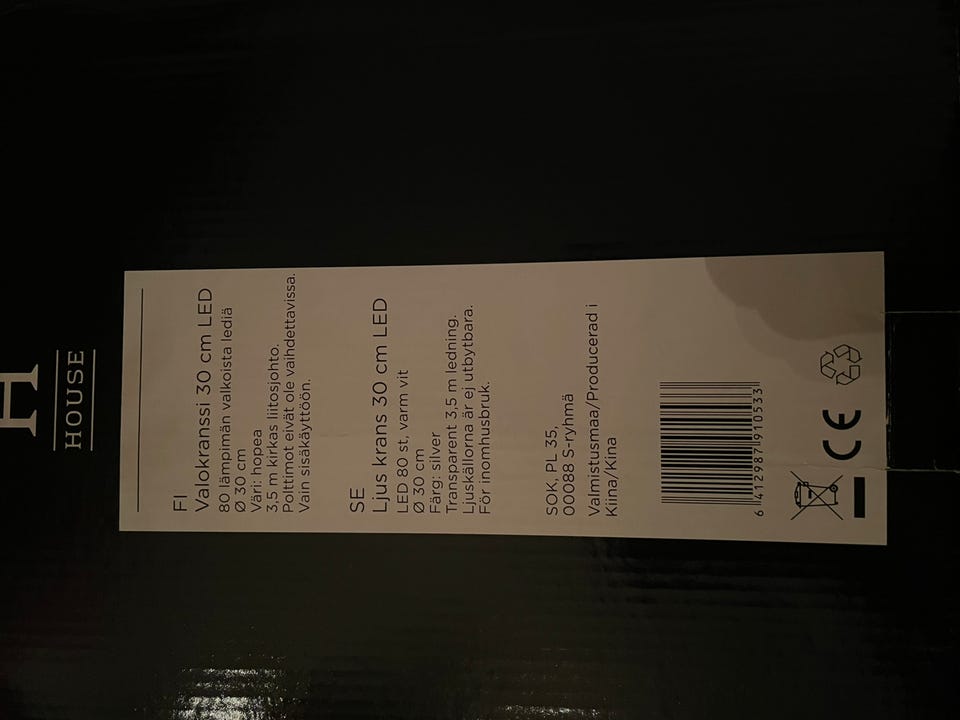 H
HOUSE
FI
Valokranssi 30 cm LED
80 lämpimän valkoista lediä
Ø 30 cm
Väri: hopea
3,5 m kirkas liitosjohto.
Polttimot eivät ole vaihdettavissa.
Vain sisäkäyttöön.
SE
Ljus krans 30 cm LED
LED 80 st, varm vit
Ø 30 cm
Färg: silver
Transparent 3,5 m ledning.
Ljuskällorna är ej utbytbara.
För inomhusbruk.
SOK, PL 35,
00088 S-ryhmä
Valmistusmaa/Producerad i
Kiina/Kina
6 412987 910533
CE